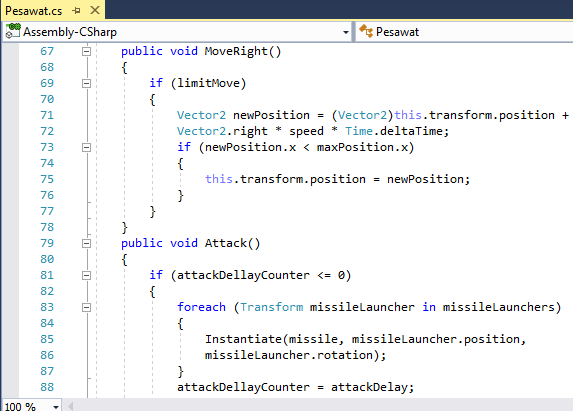 Pesawat.cs
Assembly-CSharp
Pesawat
67 public void MoveRight()
68 {
69 if (limitMove)
70 {
71 Vector2 newPosition = (Vector2)this.transform.position +
72 Vector2.right * speed * Time.deltaTime;
73 if (newPosition.x < maxPosition.x)
74 {
75 this.transform.position = newPosition;
76 }
77 }
78 }
79 public void Attack()
80 {
81 if (attackDellayCounter <= 0)
82 {
83 foreach (Transform missileLauncher in missileLaunchers)
84 {
85 Instantiate(missile, missileLauncher.position,
86 missileLauncher.rotation);
87 }
88 attackDellayCounter = attackDelay;
100 %